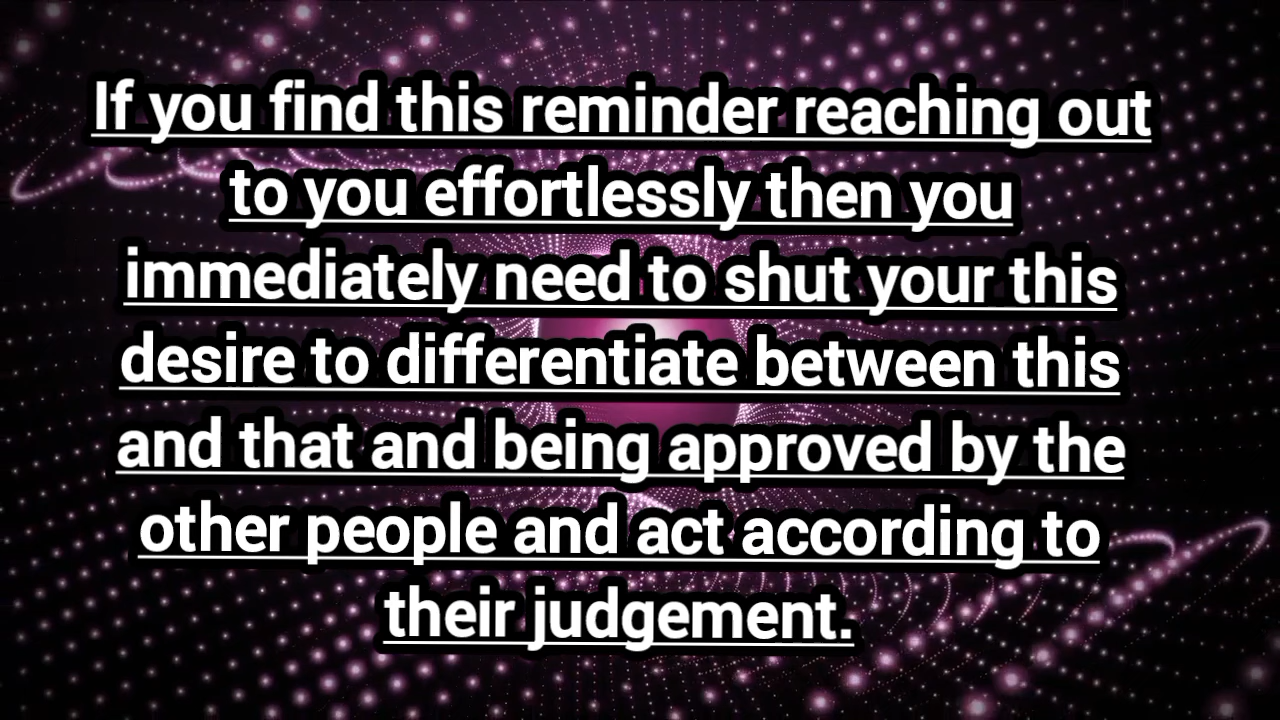 If you find this reminder reaching out
to you effortlessly then you
immediately need to shut your this
desire to differentiate between this
and that and being approved by the
other people and act according to
their judgement.